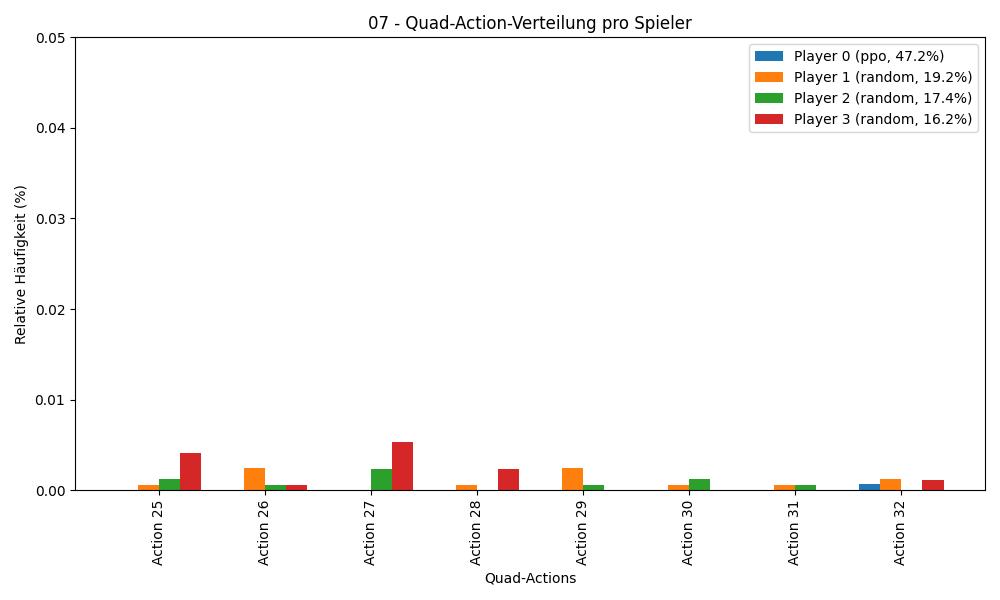 07 - Quad-Action-Verteilung pro Spieler
Player 0 (ppo, 47.2%)
Player 1 (random, 19.2%)
Player 2 (random, 17.4%)
Player 3 (random, 16.2%)
Relative Häufigkeit (%)
0.05
0.04
0.03
0.02
0.01
0.00
Action 25
Action 26
Action 27
Action 28
Action 29
Action 30
Action 31
Action 32
Quad-Actions